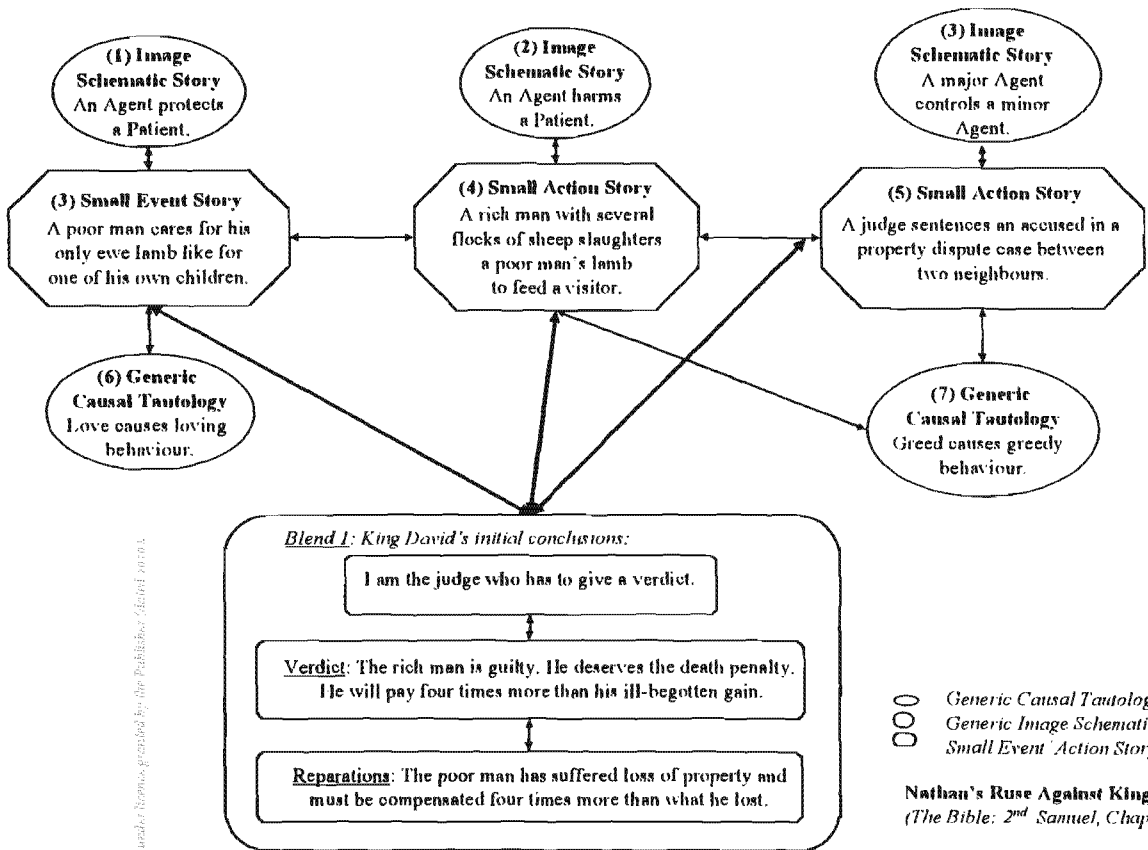 (1) Image
Schematic Story
An Agent protects
a Patient.
(2) Image
Schematic Story
An Agent harms
a Patient.
(3) Image
Schematic Story
A major Agent
controls a minor
Agent.
(3) Small Event Story
A poor man cares for his
only ewe lamb like for
one of his own children.
(4) Small Action Story
A rich man with several
flocks of sheep slaughters
a poor man's lamb
to feed a visitor.
(5) Small Action Story
A judge sentences an accused in a
property dispute case between
two neighbours.
(6) Generic
Causal Tautology
Love causes loving
behaviour.
(7) Generic
Causal Tautology
Greed causes greedy
behaviour.
Blend 1: King David's initial conclusions:
I am the judge who has to give a verdict.
Verdict: The rich man is guilty. He deserves the death penalty.
He will pay four times more than his ill-begotten gain.
Reparations: The poor man has suffered loss of property and
must be compensated four times more than what he lost.
Generic Causal Tautolog
Generic Image Schemati
Small Event Action Story
Nathan's Ruse Against King
(The Bible: 2nd Samuel, Chap
granted by the Publisher (dated